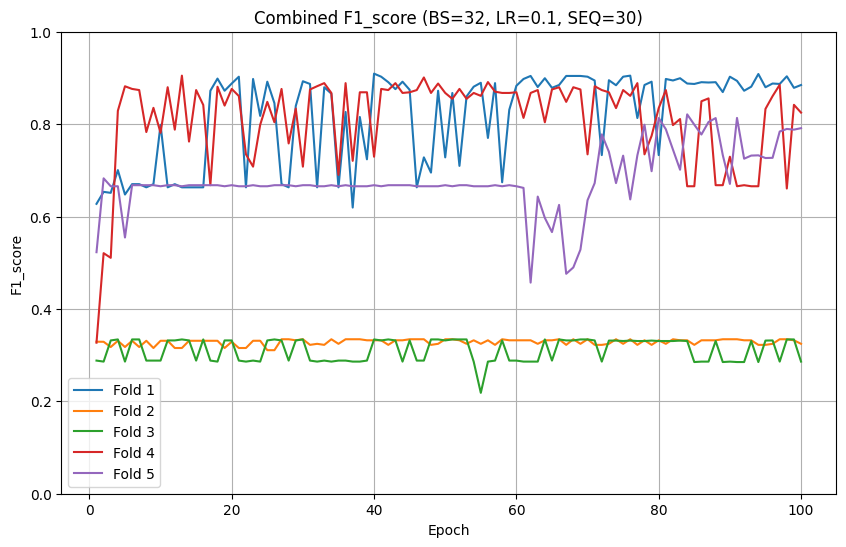 Combined F1_score (BS=32, LR=0.1, SEQ=30)
F1_score
1.0
0.8
0.6
0.4
0.2
0.0
Fold 1
Fold 2
Fold 3
Fold 4
Fold 5
0 20 40 60 80 100
Epoch